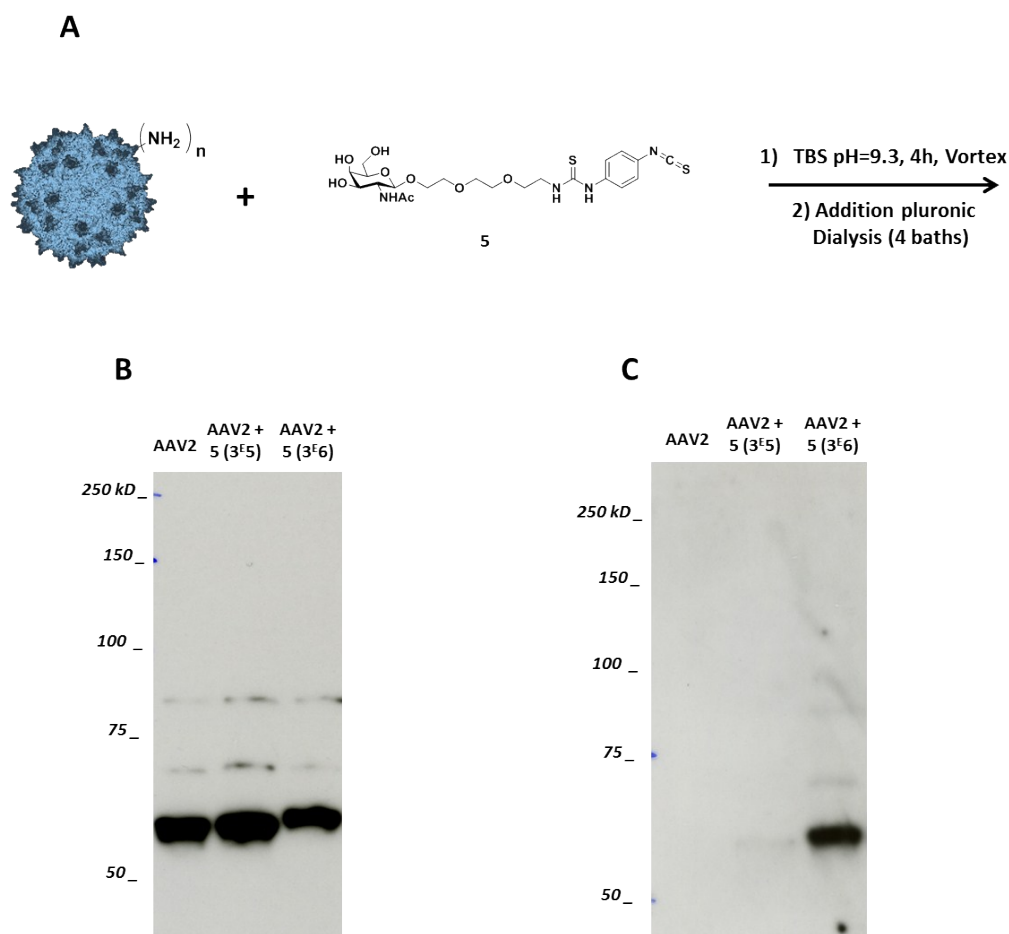 A
(NH2)n
+
HO
OH
O
HO
O
NHAc
O
O
N
H
S
N
H
N
C
S
5
1) TBS pH=9.3, 4h, Vortex
2) Addition pluronic
Dialysis (4 baths)
B
AAV2
AAV2 +
5 (3ᴱ5)
AAV2 +
5 (3ᴱ6)
250 kD _
150 _
100 _
75 _
50 _
C
AAV2
AAV2 +
5 (3ᴱ5)
AAV2 +
5 (3ᴱ6)
250 kD _
150 _
100 _
75 _
50 _